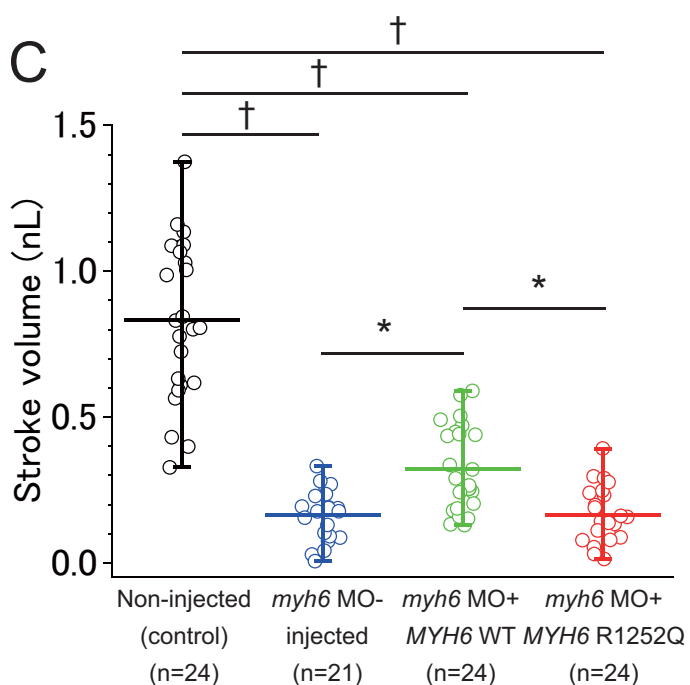 C
†
†
†
1.5
1.0
0.5
0.0
Stroke volume (nL)
*
*
Non-injected
(control)
(n=24)
myh6 MO-
injected
(n=21)
myh6 MO+
MYH6 WT
(n=24)
myh6 MO+
MYH6 R1252Q
(n=24)